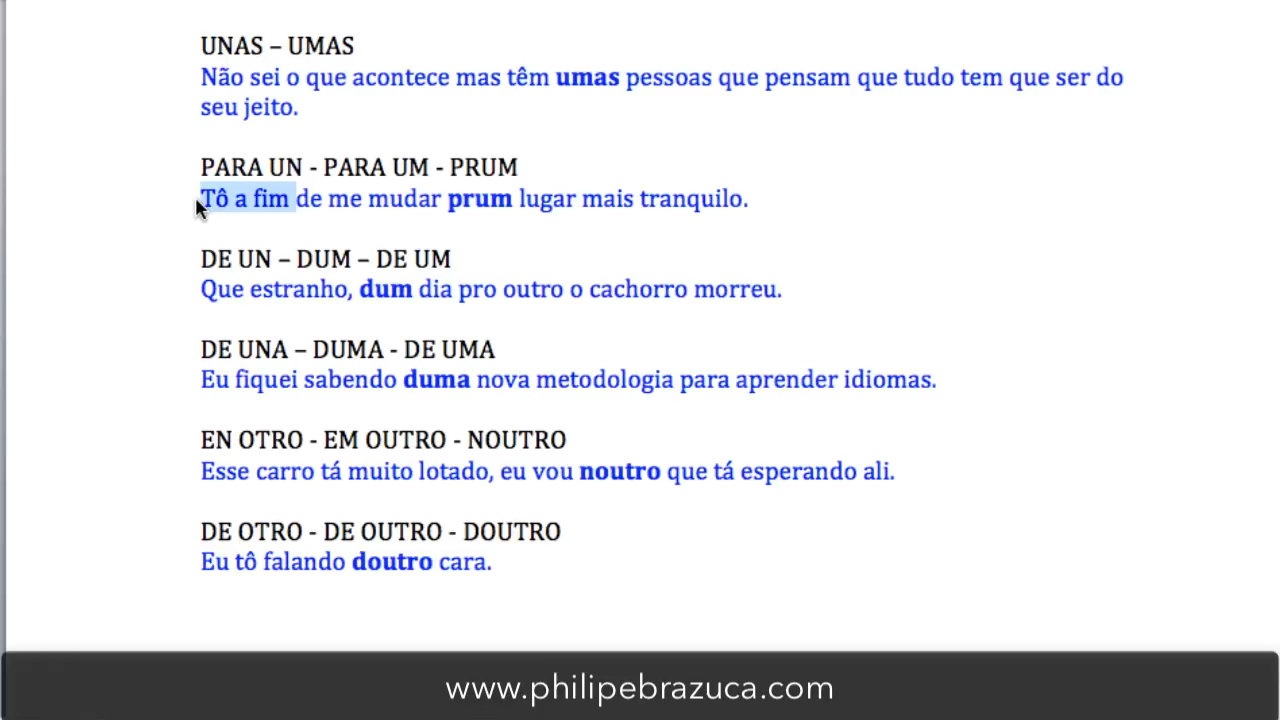 UNAS – UMAS
Não sei o que acontece mas têm umas pessoas que pensam que tudo tem que ser do
seu jeito.
PARA UN - PARA UM - PRUM
Tô a fim de me mudar prum lugar mais tranquilo.
DE UN – DUM – DE UM
Que estranho, dum dia pro outro o cachorro morreu.
DE UNA – DUMA - DE UMA
Eu fiquei sabendo duma nova metodologia para aprender idiomas.
EN OTRO - EM OUTRO - NOUTRO
Esse carro tá muito lotado, eu vou noutro que tá esperando ali.
DE OTRO - DE OUTRO - DOUTRO
Eu tô falando doutro cara.
www.philipebrazuca.com